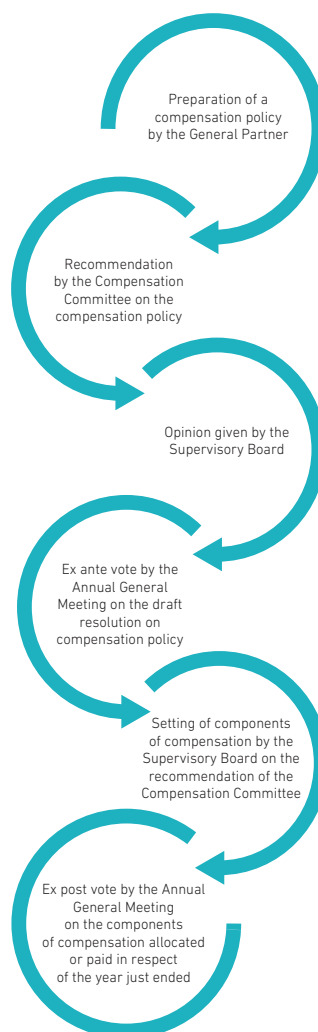 Preparation of a
compensation policy
by the General Partner
Recommendation
by the Compensation
Committee on the
compensation policy
Opinion given by the
Supervisory Board
Ex ante vote by the
Annual General
Meeting on the draft
resolution on
compensation policy
Setting of components
of compensation by the
Supervisory Board on the
recommendation of the
Compensation Committee
Ex post vote by the Annual
General Meeting
on the components
of compensation allocated
or paid in respect
of the year just ended